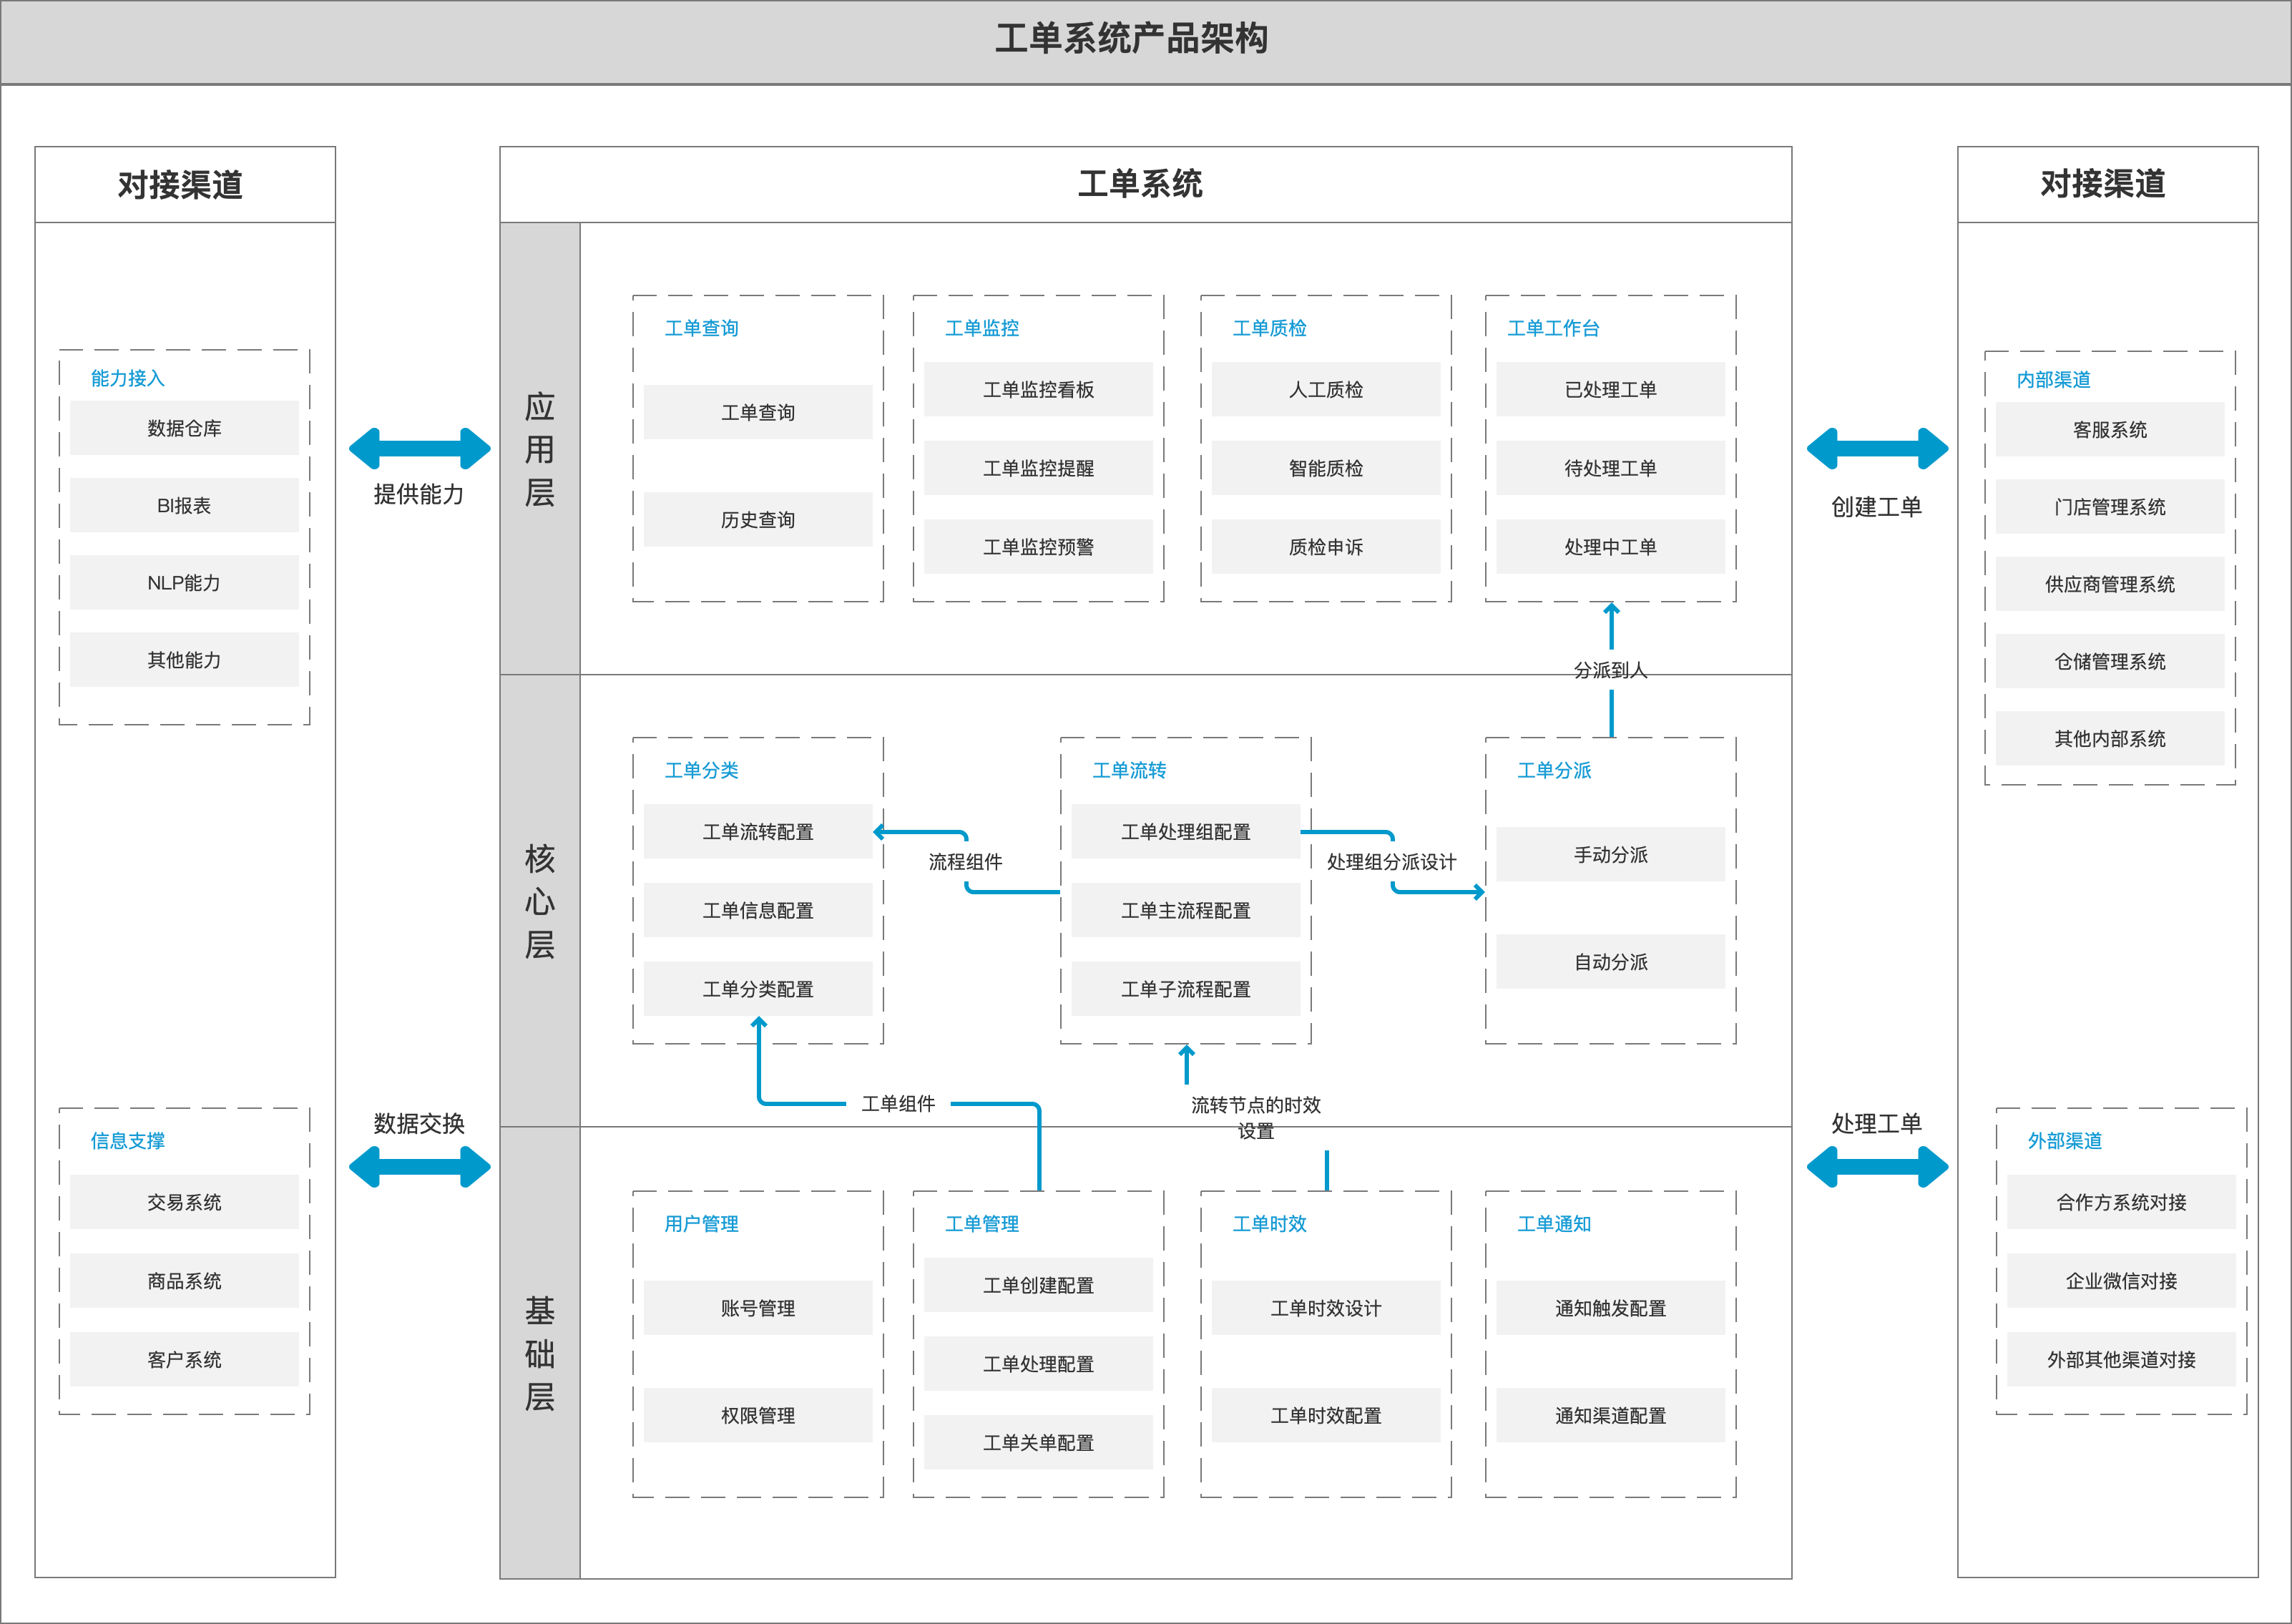 工单系统产品架构
对接渠道
能力接入
数据仓库
BI报表
NLP能力
其他能力
信息支撑
交易系统
商品系统
客户系统
提供能力
数据交换
工单系统
应
用
层
工单查询
工单查询
历史查询
工单监控
工单监控看板
工单监控提醒
工单监控预警
工单质检
人工质检
智能质检
质检申诉
工单工作台
已处理工单
待处理工单
处理中工单
分派到人
核
心
层
工单分类
工单流转配置
工单信息配置
工单分类配置
流程组件
工单流转
工单处理组配置
工单主流程配置
工单子流程配置
处理组分派设计
工单分派
手动分派
自动分派
工单组件
流转节点的时效
设置
基
础
层
用户管理
账号管理
权限管理
工单管理
工单创建配置
工单处理配置
工单关单配置
工单时效
工单时效设计
工单时效配置
工单通知
通知触发配置
通知渠道配置
创建工单
处理工单
对接渠道
内部渠道
客服系统
门店管理系统
供应商管理系统
仓储管理系统
其他内部系统
外部渠道
合作方系统对接
企业微信对接
外部其他渠道对接